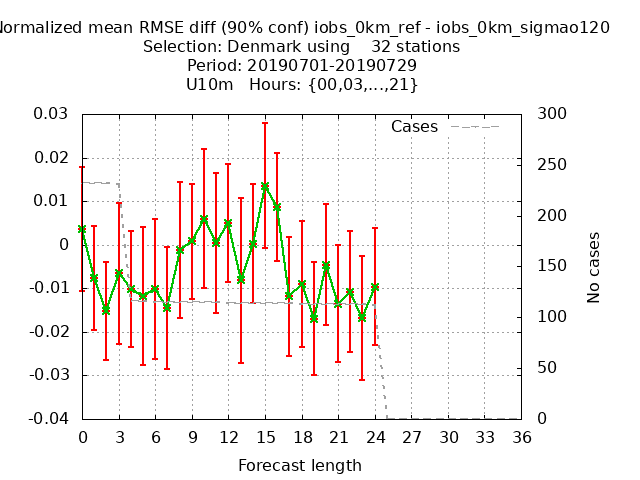 Normalized mean RMSE diff (90% conf) iobs_0km_ref - iobs_0km_sigmao120
Selection: Denmark using    32 stations
Period: 20190701-20190729
U10m   Hours: {00,03,...,21}
Cases
0.03
0.02
0.01
0
-0.01
-0.02
-0.03
-0.04
300
250
200
150
100
50
0
No cases
0 3 6 9 12 15 18 21 24 27 30 33 36
Forecast length